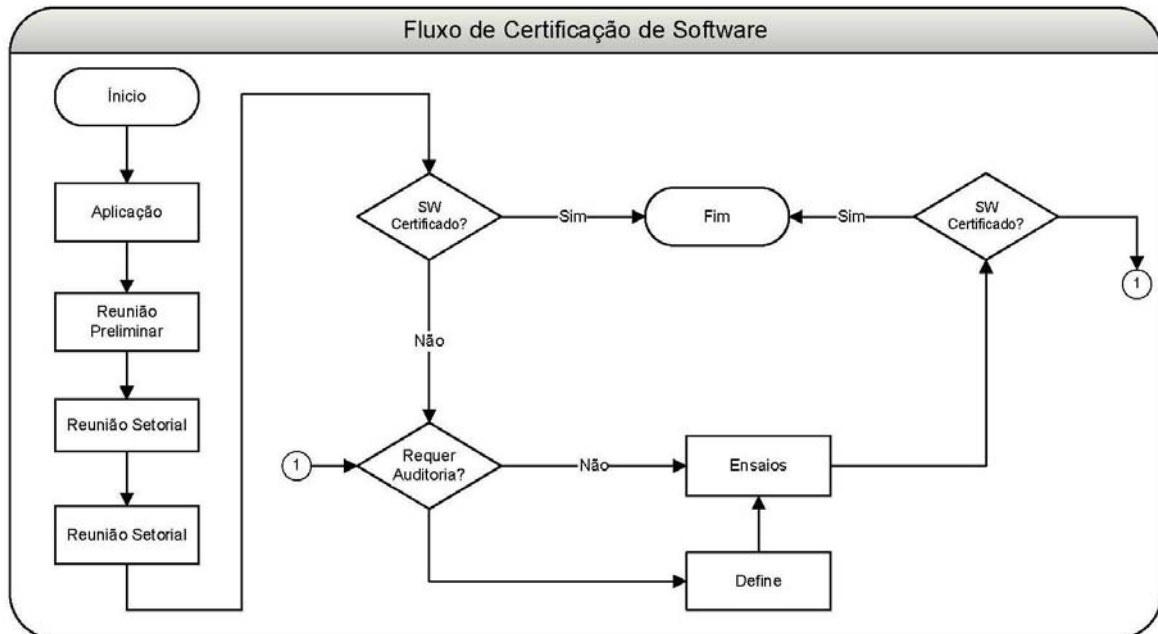 Fluxo de Certificação de Software
Ínicio
Aplicação
Reunião
Preliminar
Reunião Setorial
Reunião Setorial
SW
Certificado?
Sim
Fim
Sim
SW
Certificado?
1
Não
1
Requer
Auditoria?
Não
Ensaios
Define